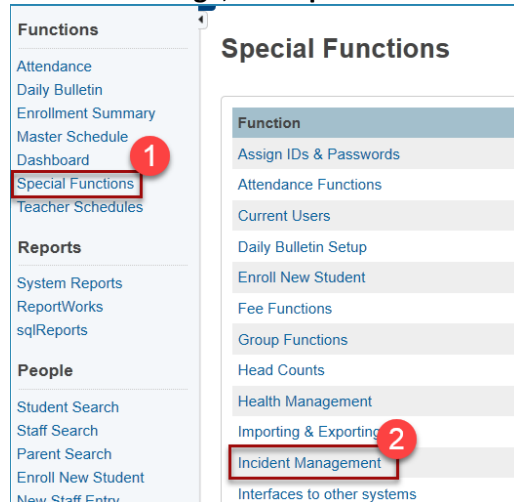 Functions
Attendance
Daily Bulletin
Enrollment Summary
Master Schedule
Dashboard
1
Special Functions
Teacher Schedules
Reports
System Reports
ReportWorks
sqlReports
People
Student Search
Staff Search
Parent Search
Enroll New Student
New Staff Entry
Special Functions
Function
Assign IDs & Passwords
Attendance Functions
Current Users
Daily Bulletin Setup
Enroll New Student
Fee Functions
Group Functions
Head Counts
Health Management
Importing & Exporting
2
Incident Management
Interfaces to other systems